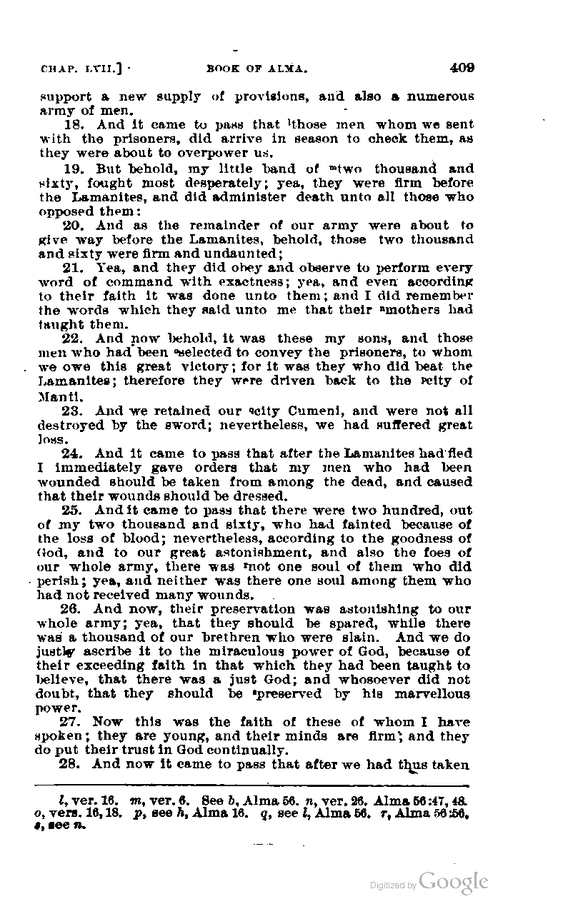 CHAP. LVII.] BOOK OF ALMA. 409
support a new supply of provisions, and also a numerous
army of men.
18. And it came to pass that lthose men whom we sent
with the prisoners, did arrive in season to check them, as
they were about to overpower us.
19. But behold, my little band of mtwo thousand and
sixty, fought most desperately; yea, they were firm before
the Lamanites, and did administer death unto all those who
opposed them:
20. And as the remainder of our army were about to
give way before the Lamanites, behold, those two thousand
and sixty were firm and undaunted;
21. Yea, and they did obey and observe to perform every
word of command with exactness; yea, and even according
to their faith it was done unto them; and I did remember
the words which they said unto me that their nmothers had
taught them.
22. And now behold, it was these my sons, and those
men who had been oselected to convey the prisoners, to whom
we owe this great victory; for it was they who did beat the
Lamanites; therefore they were driven back to the pcity of
Manti.
23. And we retained our qcity Cumeni, and were not all
destroyed by the sword; nevertheless, we had suffered great
loss.
24. And it came to pass that after the Lamanites had fled
I immediately gave orders that my men who had been
wounded should be taken from among the dead, and caused
that their wounds should be dressed.
25. And it came to pass that there were two hundred, out
of my two thousand and sixty, who had fainted because of
the loss of blood; nevertheless, according to the goodness of
God, and to our great astonishment, and also the foes of
our whole army, there was rnot one soul of them who did
perish; yea, and neither was there one soul among them who
had not received many wounds.
26. And now, their preservation was astonishing to our
whole army; yea, that they should be spared, while there
was a thousand of our brethren who were slain. And we do
justly ascribe it to the miraculous power of God, because of
their exceeding faith in that which they had been taught to
believe, that there was a just God; and whosoever did not
doubt, that they should be spreserved by his marvellous
power.
27. Now this was the faith of these of whom I have
spoken; they are young, and their minds are firm; and they
do put their trust in God continually.
28. And now it came to pass that after we had thus taken
l, ver. 16. m, ver. 6. See b, Alma 56. n, ver. 26. Alma 56:47, 48.
o, vers. 16, 18. p, see h, Alma 16. q, see l, Alma 56. r, Alma 56:56.
s, see n.
Digitized by Google